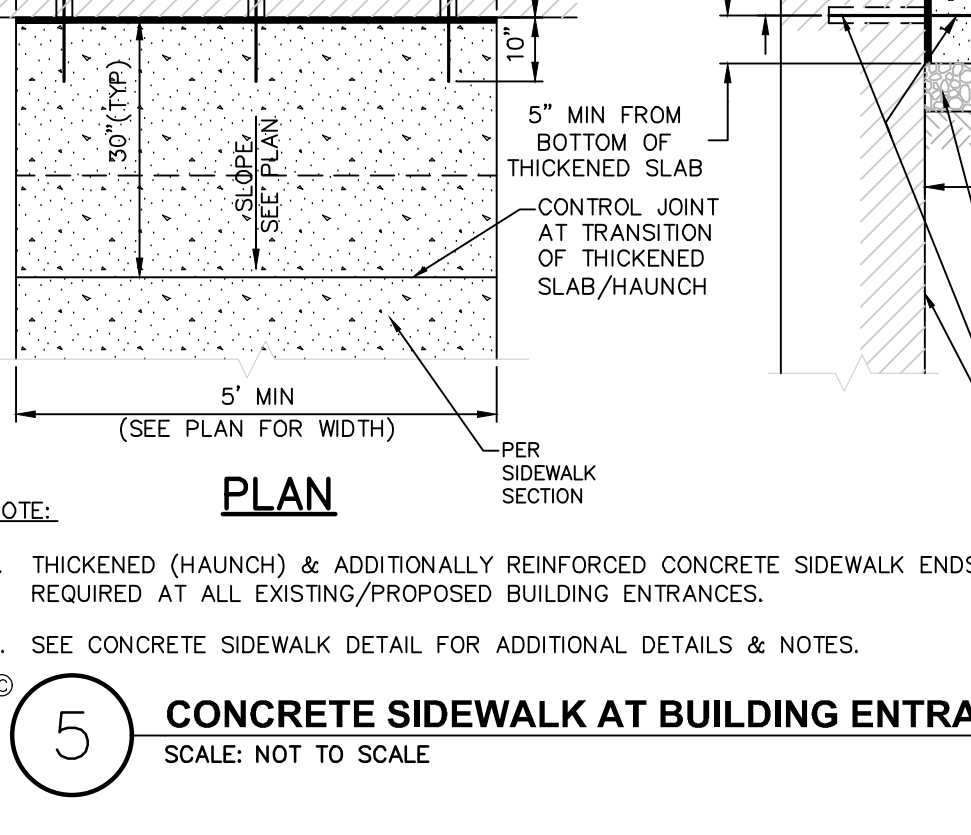 10"
30"(TYP)
SLOPE
SEE PLAN
5" MIN FROM
BOTTOM OF
THICKENED SLAB
CONTROL JOINT
AT TRANSITION
OF THICKENED
SLAB/HAUNCH
5' MIN
(SEE PLAN FOR WIDTH)
PER
SIDEWALK
SECTION
PLAN
OTE:
. THICKENED (HAUNCH) & ADDITIONALLY REINFORCED CONCRETE SIDEWALK ENDS
REQUIRED AT ALL EXISTING/PROPOSED BUILDING ENTRANCES.
. SEE CONCRETE SIDEWALK DETAIL FOR ADDITIONAL DETAILS & NOTES.
©
5
CONCRETE SIDEWALK AT BUILDING ENTRA
SCALE: NOT TO SCALE